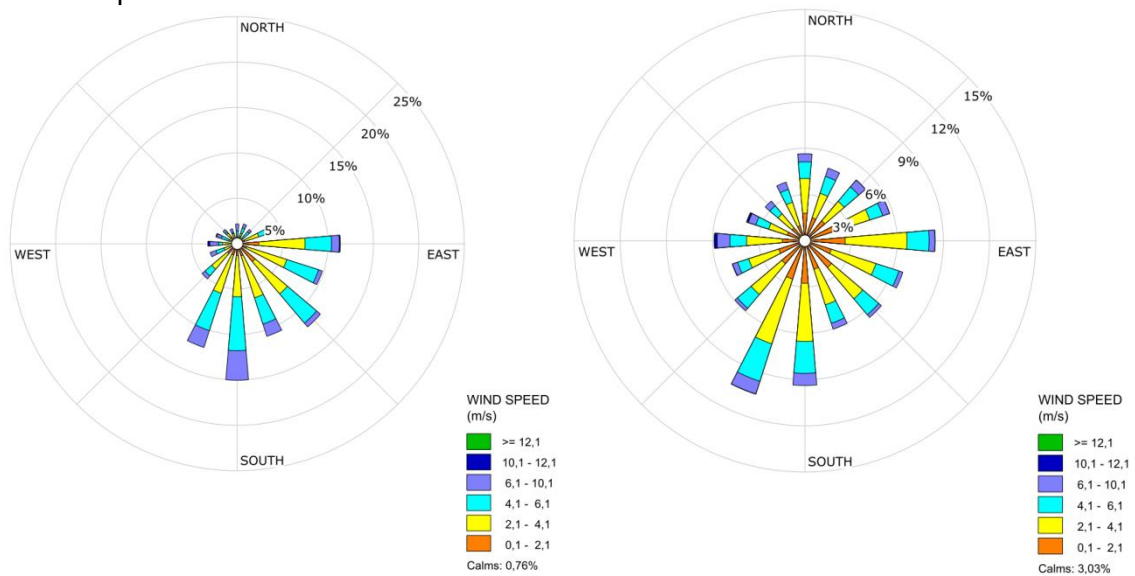 NORTH
25%
20%
15%
10%
5%
WEST
EAST
SOUTH
WIND SPEED
(m/s)
>= 12,1
10,1 - 12,1
6,1 - 10,1
4,1 - 6,1
2,1 - 4,1
0,1 - 2,1
Calms: 0,76%
NORTH
15%
12%
9%
6%
3%
WEST
EAST
SOUTH
WIND SPEED
(m/s)
>= 12,1
10,1 - 12,1
6,1 - 10,1
4,1 - 6,1
2,1 - 4,1
0,1 - 2,1
Calms: 3,03%